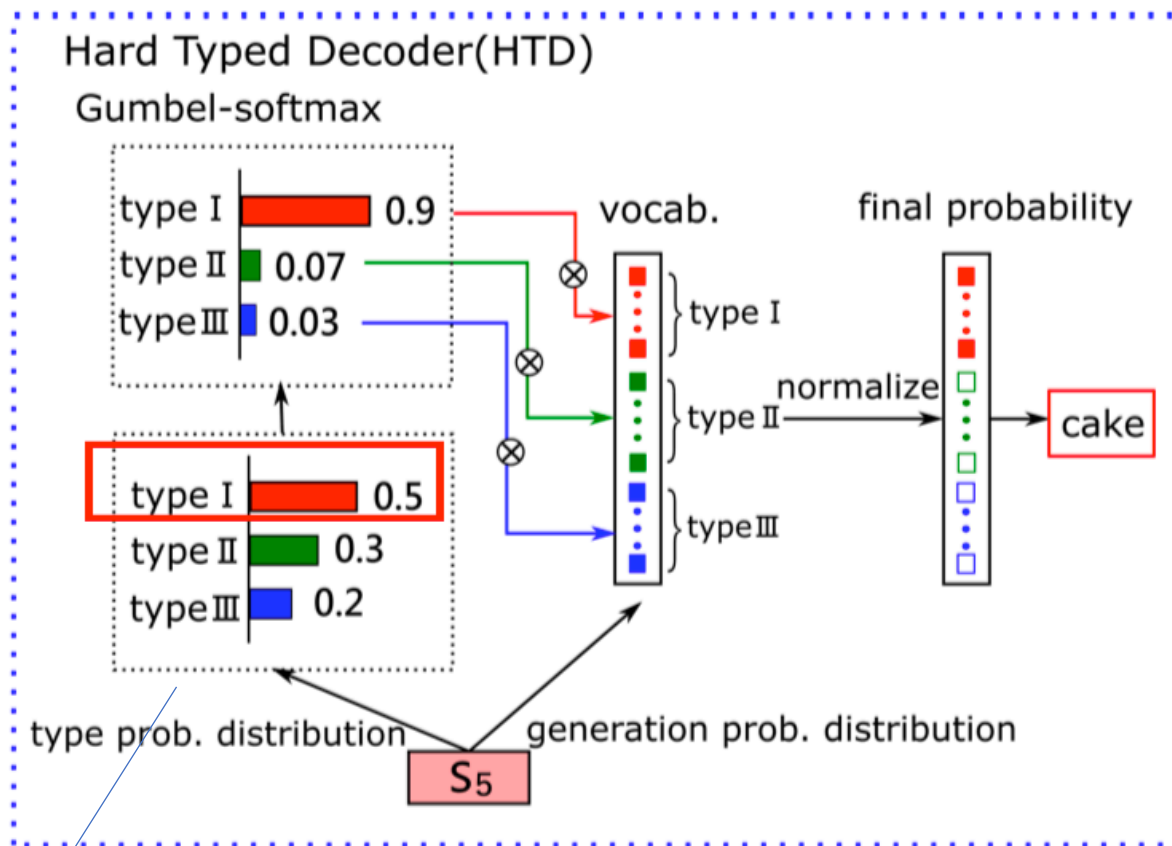 Hard Typed Decoder(HTD)
Gumbel-softmax
type Ⅰ 0.9
type Ⅱ 0.07
type Ⅲ 0.03
vocab.
type Ⅰ
type Ⅱ
type Ⅲ
normalize
final probability
cake
type Ⅰ 0.5
type Ⅱ 0.3
type Ⅲ 0.2
type prob. distribution
generation prob. distribution
S5